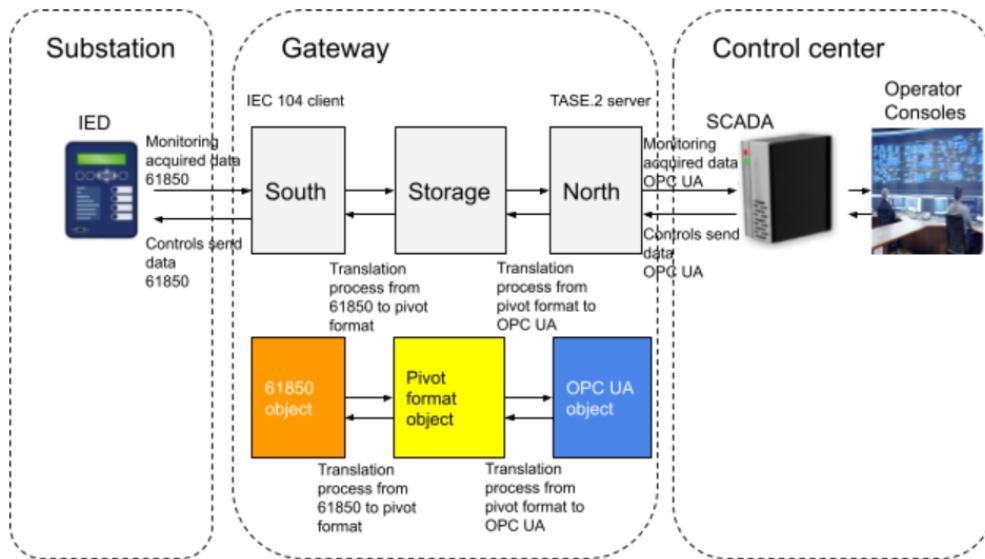 Substation
Gateway
Control center
IEC 104 client
TASE.2 server
Operator
Consoles
IED
SCADA
Monitoring
acquired data
61850
South
Storage
North
Monitoring
acquired data
OPC UA
Controls send
data
61850
Controls send
data
OPC UA
Translation
process from
61850 to pivot
format
Translation
process from
pivot format to
OPC UA
61850
object
Pivot
format
object
OPC UA
object
Translation
process from
61850 to pivot
format
Translation
process from
pivot format to
OPC UA